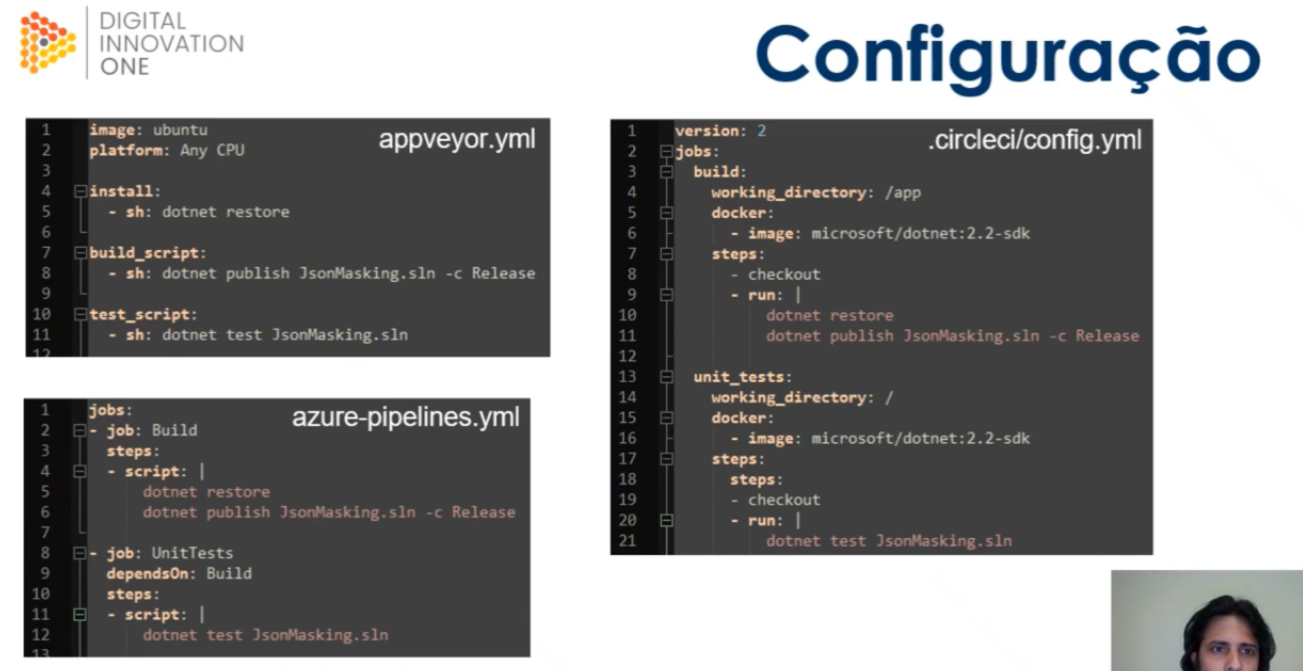 DIGITAL
INNOVATION
ONE
Configuração
appveyor.yml
1 image: ubuntu
2 platform: Any CPU
3
4 install:
5 - sh: dotnet restore
6
7 build_script:
8 - sh: dotnet publish JsonMasking.sln -c Release
9
10 test_script:
11 - sh: dotnet test JsonMasking.sln
12
azure-pipelines.yml
1 jobs:
2 - job: Build
3 steps:
4 - script: |
5 dotnet restore
6 dotnet publish JsonMasking.sln -c Release
7
8 - job: UnitTests
9 dependsOn: Build
10 steps:
11 - script: |
12 dotnet test JsonMasking.sln
13
.circleci/config.yml
1 version: 2
2 jobs:
3 build:
4 working_directory: /app
5 docker:
6 - image: microsoft/dotnet:2.2-sdk
7 steps:
8 - checkout
9 - run: |
10 dotnet restore
11 dotnet publish JsonMasking.sln -c Release
12
13 unit_tests:
14 working_directory: /
15 docker:
16 - image: microsoft/dotnet:2.2-sdk
17 steps:
18 steps:
19 - checkout
20 - run: |
21 dotnet test JsonMasking.sln